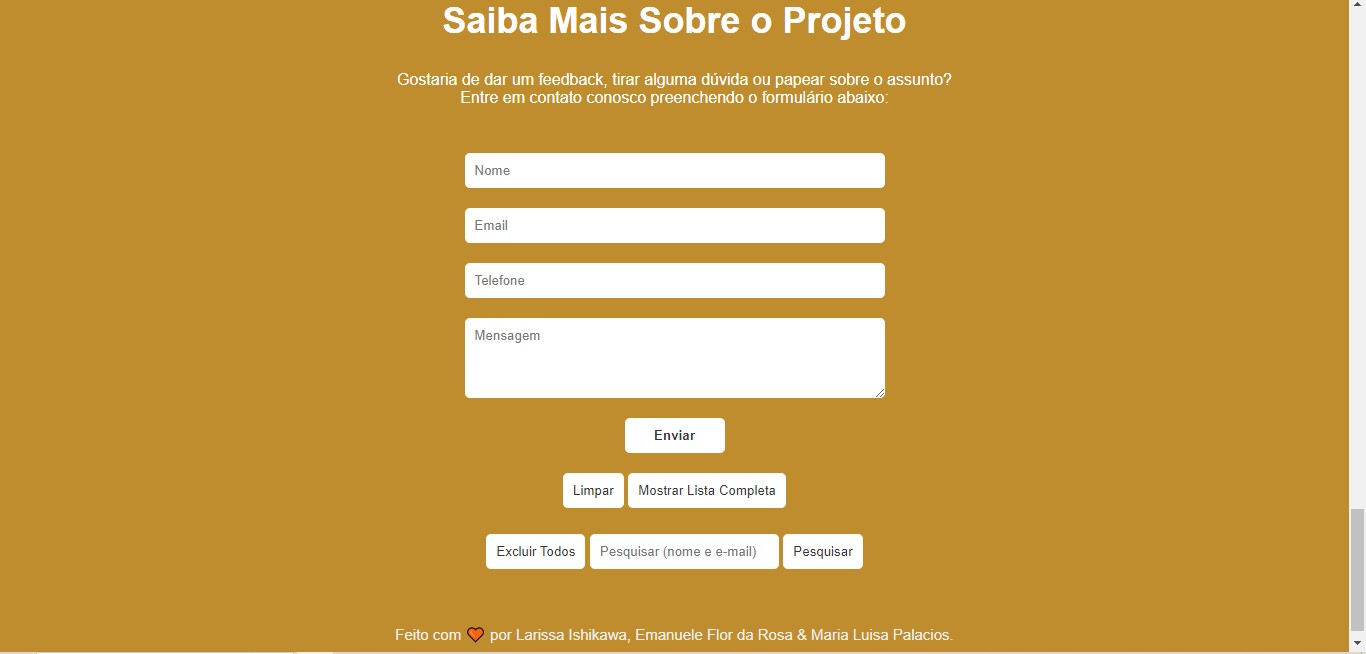 Saiba Mais Sobre o Projeto
Gostaria de dar um feedback, tirar alguma dúvida ou papear sobre o assunto?
Entre em contato conosco preenchendo o formulário abaixo:
Nome
Email
Telefone
Mensagem
Enviar
Limpar Mostrar Lista Completa
Excluir Todos Pesquisar (nome e e-mail) Pesquisar
Feito com por Larissa Ishikawa, Emanuele Flor da Rosa & Maria Luisa Palacios.